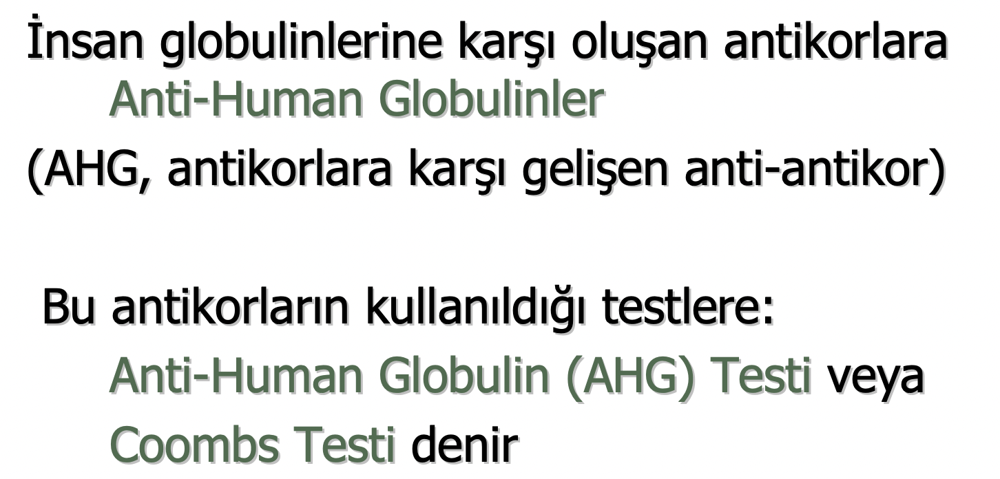 İnsan globulinlerine karşı oluşan antikorlara
Anti-Human Globulinler
(AHG, antikorlara karşı gelişen anti-antikor)
Bu antikorların kullanıldığı testlere:
Anti-Human Globulin (AHG) Testi veya
Coombs Testi denir